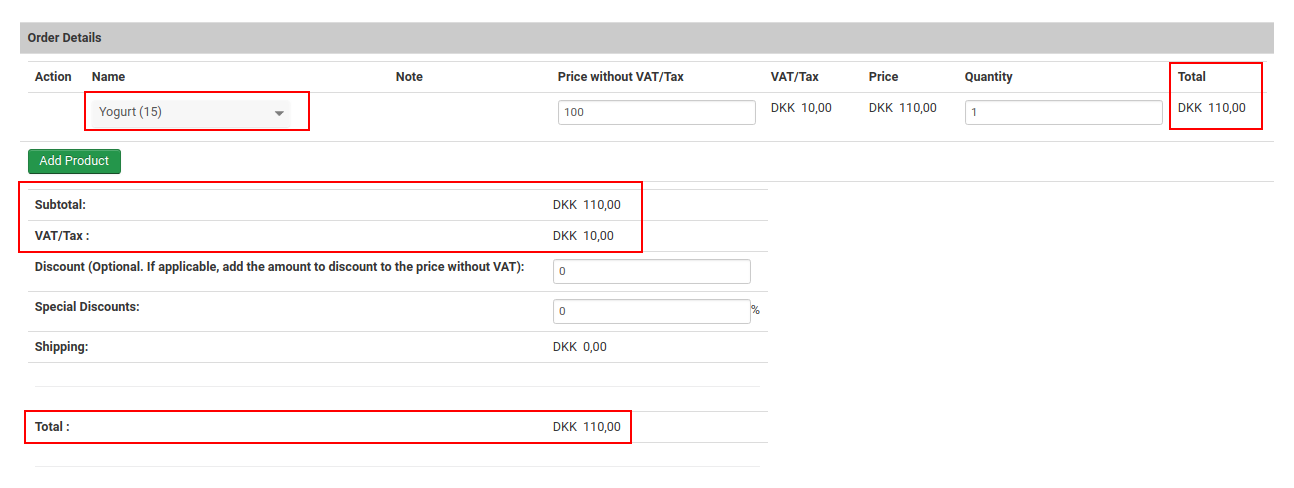 Order Details
Action Name Note Price without VAT/Tax VAT/Tax Price Quantity Total
Yogurt (15) 100 DKK 10,00 DKK 110,00 1 DKK 110,00
Add Product
Subtotal: DKK 110,00
VAT/Tax : DKK 10,00
Discount (Optional. If applicable, add the amount to discount to the price without VAT): 0
Special Discounts: 0 %
Shipping: DKK 0,00
Total : DKK 110,00